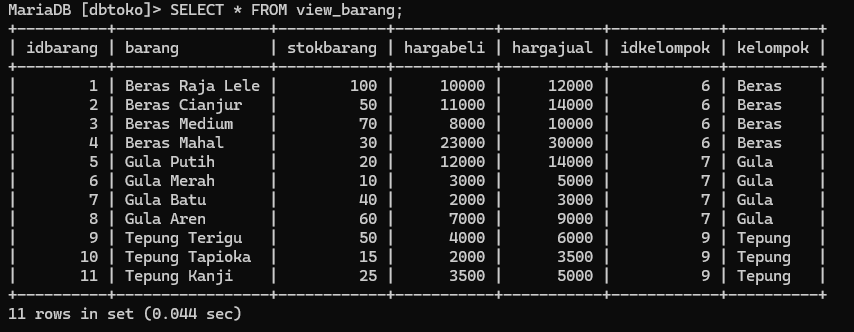 MariaDB [dbtoko]> SELECT * FROM view_barang;
+----------+-----------------+------------+-----------+-----------+------------+----------+
| idbarang | barang          | stokbarang | hargabeli | hargajual | idkelompok | kelompok |
+----------+-----------------+------------+-----------+-----------+------------+----------+
|        1 | Beras Raja Lele |        100 |     10000 |     12000 |          6 | Beras    |
|        2 | Beras Cianjur   |         50 |     11000 |     14000 |          6 | Beras    |
|        3 | Beras Medium    |         70 |      8000 |     10000 |          6 | Beras    |
|        4 | Beras Mahal     |         30 |     23000 |     30000 |          6 | Beras    |
|        5 | Gula Putih      |         20 |     12000 |     14000 |          7 | Gula     |
|        6 | Gula Merah      |         10 |      3000 |      5000 |          7 | Gula     |
|        7 | Gula Batu       |         40 |      2000 |      3000 |          7 | Gula     |
|        8 | Gula Aren       |         60 |      7000 |      9000 |          7 | Gula     |
|        9 | Tepung Terigu   |         50 |      4000 |      6000 |          9 | Tepung   |
|       10 | Tepung Tapioka  |         15 |      2000 |      3500 |          9 | Tepung   |
|       11 | Tepung Kanji    |         25 |      3500 |      5000 |          9 | Tepung   |
+----------+-----------------+------------+-----------+-----------+------------+----------+
11 rows in set (0.044 sec)